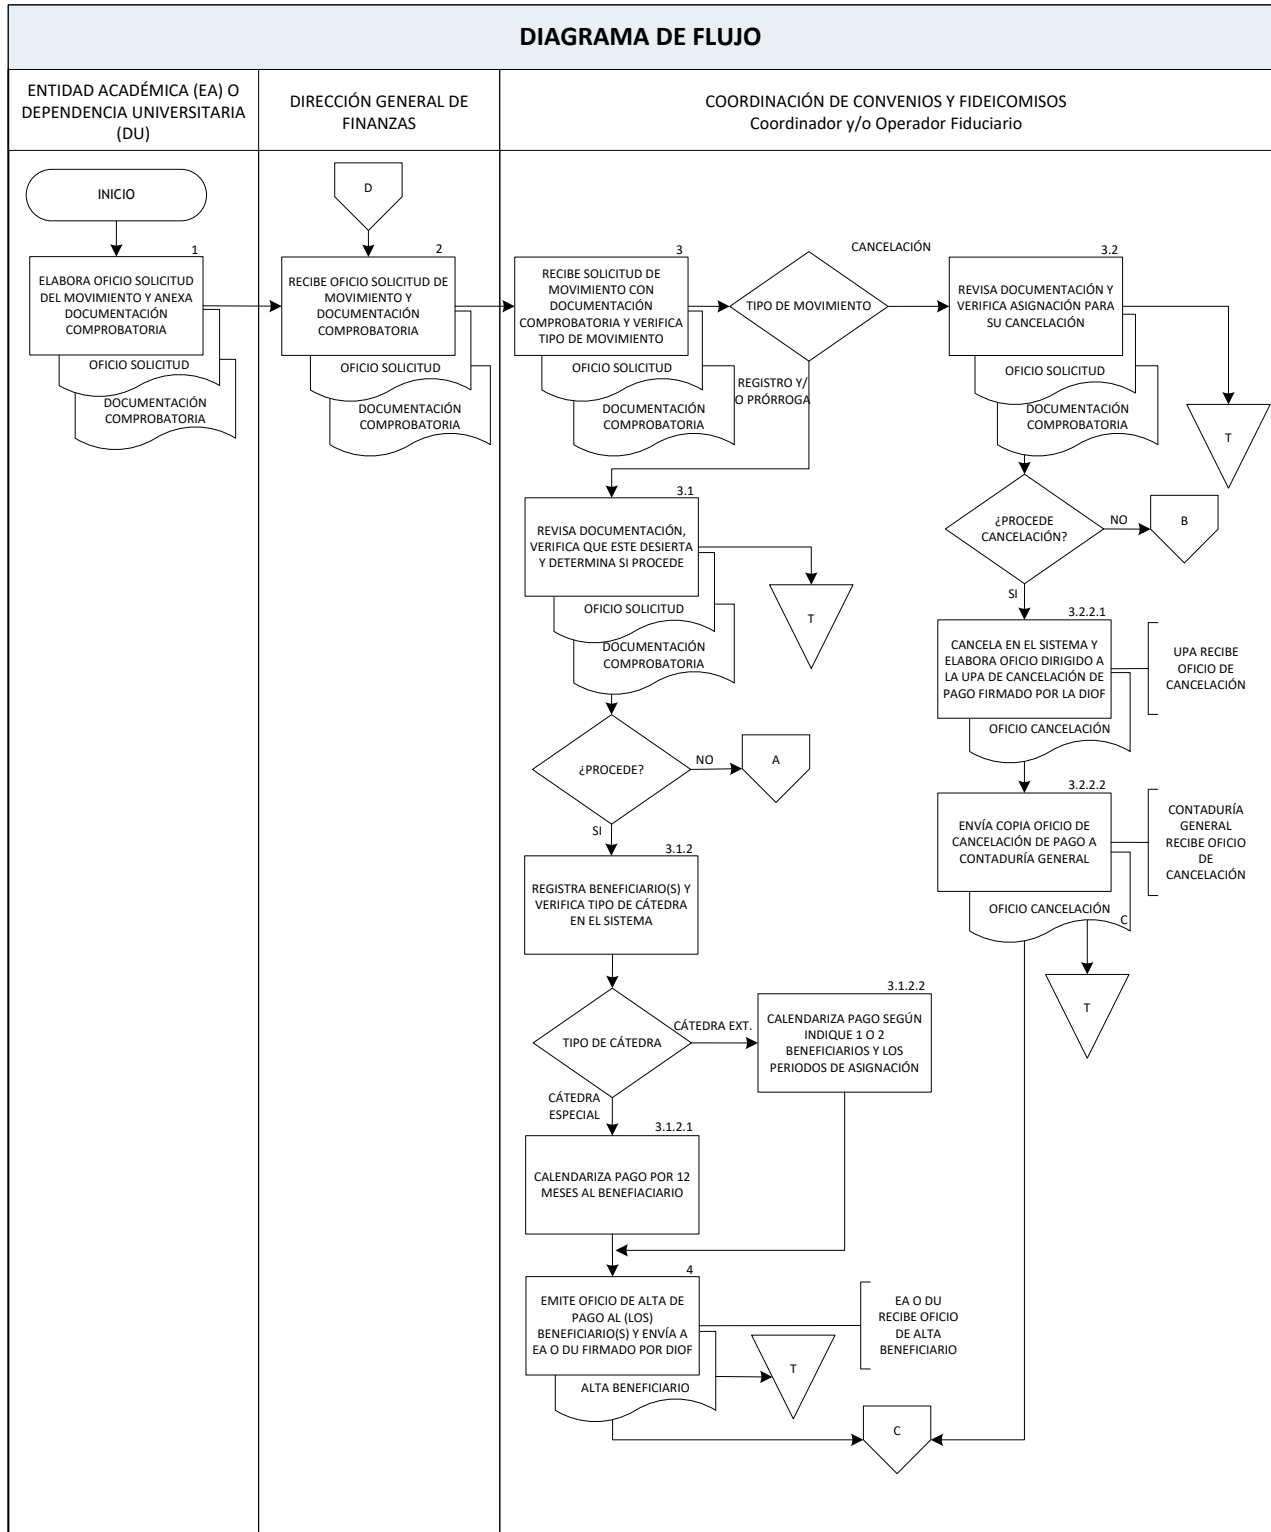 DIAGRAMA DE FLUJO
ENTIDAD ACADÉMICA (EA) O
DEPENDENCIA UNIVERSITARIA
(DU)
DIRECCIÓN GENERAL DE
FINANZAS
COORDINACIÓN DE CONVENIOS Y FIDEICOMISOS
Coordinador y/o Operador Fiduciario
INICIO
1
ELABORA OFICIO SOLICITUD
DEL MOVIMIENTO Y ANEXA
DOCUMENTACIÓN
COMPROBATORIA
OFICIO SOLICITUD
DOCUMENTACIÓN
COMPROBATORIA
D
2
RECIBE OFICIO SOLICITUD DE
MOVIMIENTO Y
DOCUMENTACIÓN
COMPROBATORIA
OFICIO SOLICITUD
DOCUMENTACIÓN
COMPROBATORIA
3
RECIBE SOLICITUD DE
MOVIMIENTO CON
DOCUMENTACIÓN
COMPROBATORIA Y VERIFICA
TIPO DE MOVIMIENTO
OFICIO SOLICITUD
DOCUMENTACIÓN
COMPROBATORIA
TIPO DE MOVIMIENTO
CANCELACIÓN
REGISTRO Y/
O PRÓRROGA
3.2
REVISA DOCUMENTACIÓN Y
VERIFICA ASIGNACIÓN PARA
SU CANCELACIÓN
OFICIO SOLICITUD
DOCUMENTACIÓN
COMPROBATORIA
T
3.1
REVISA DOCUMENTACIÓN,
VERIFICA QUE ESTE DESIERTA
Y DETERMINA SI PROCEDE
OFICIO SOLICITUD
DOCUMENTACIÓN
COMPROBATORIA
T
¿PROCEDE
CANCELACIÓN?
NO
B
SI
3.2.2.1
CANCELA EN EL SISTEMA Y
ELABORA OFICIO DIRIGIDO A
LA UPA DE CANCELACIÓN DE
PAGO FIRMADO POR LA DIOF
OFICIO CANCELACIÓN
UPA RECIBE
OFICIO DE
CANCELACIÓN
¿PROCEDE?
NO
A
SI
3.2.2.2
ENVÍA COPIA OFICIO DE
CANCELACIÓN DE PAGO A
CONTADURÍA GENERAL
OFICIO CANCELACIÓN
C
CONTADURÍA
GENERAL
RECIBE OFICIO
DE
CANCELACIÓN
T
3.1.2
REGISTRA BENEFICIARIO(S) Y
VERIFICA TIPO DE CÁTEDRA
EN EL SISTEMA
TIPO DE CÁTEDRA
CÁTEDRA EXT.
3.1.2.2
CALENDARIZA PAGO SEGÚN
INDIQUE 1 O 2
BENEFICIARIOS Y LOS
PERIODOS DE ASIGNACIÓN
CÁTEDRA
ESPECIAL
3.1.2.1
CALENDARIZA PAGO POR 12
MESES AL BENEFIACIARIO
4
EMITE OFICIO DE ALTA DE
PAGO AL (LOS)
BENEFICIARIO(S) Y ENVÍA A
EA O DU FIRMADO POR DIOF
ALTA BENEFICIARIO
T
EA O DU
RECIBE OFICIO
DE ALTA
BENEFICIARIO
C